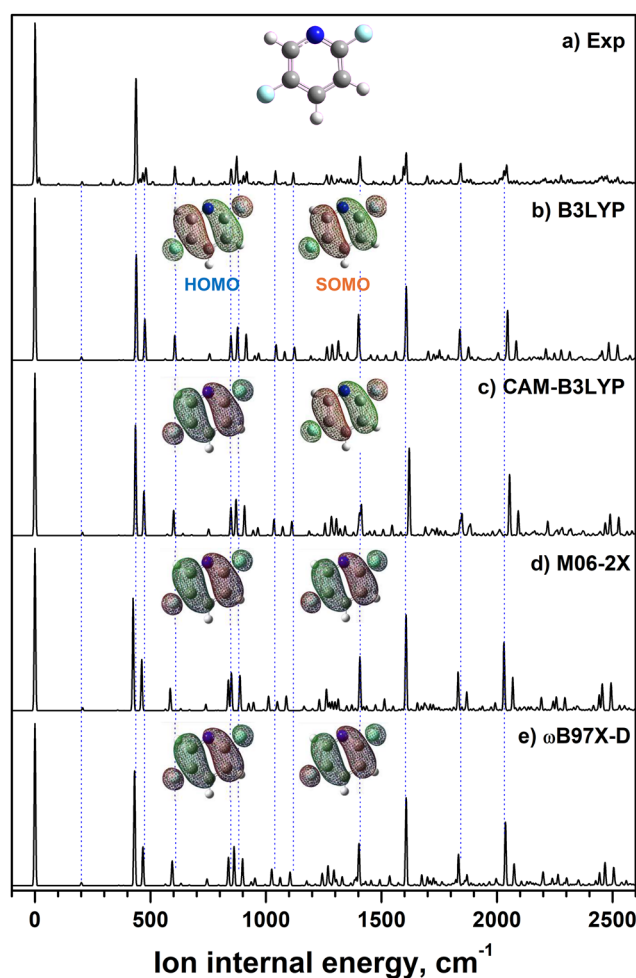 a) Exp
b) B3LYP
HOMO
SOMO
c) CAM-B3LYP
d) M06-2X
e) ωB97X-D
0 500 1000 1500 2000 2500
Ion internal energy, cm-1